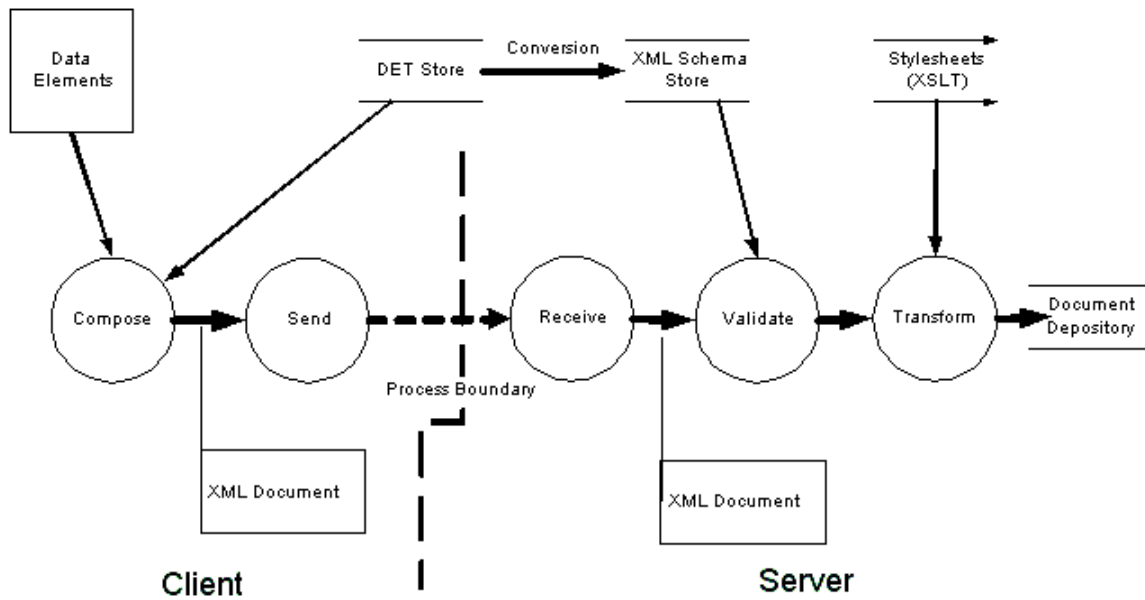 Data
Elements
DET Store
Conversion
XML Schema
Store
Stylesheets
(XSLT)
Compose
Send
Receive
Validate
Transform
Document
Depository
Process Boundary
XML Document
XML Document
Client
Server